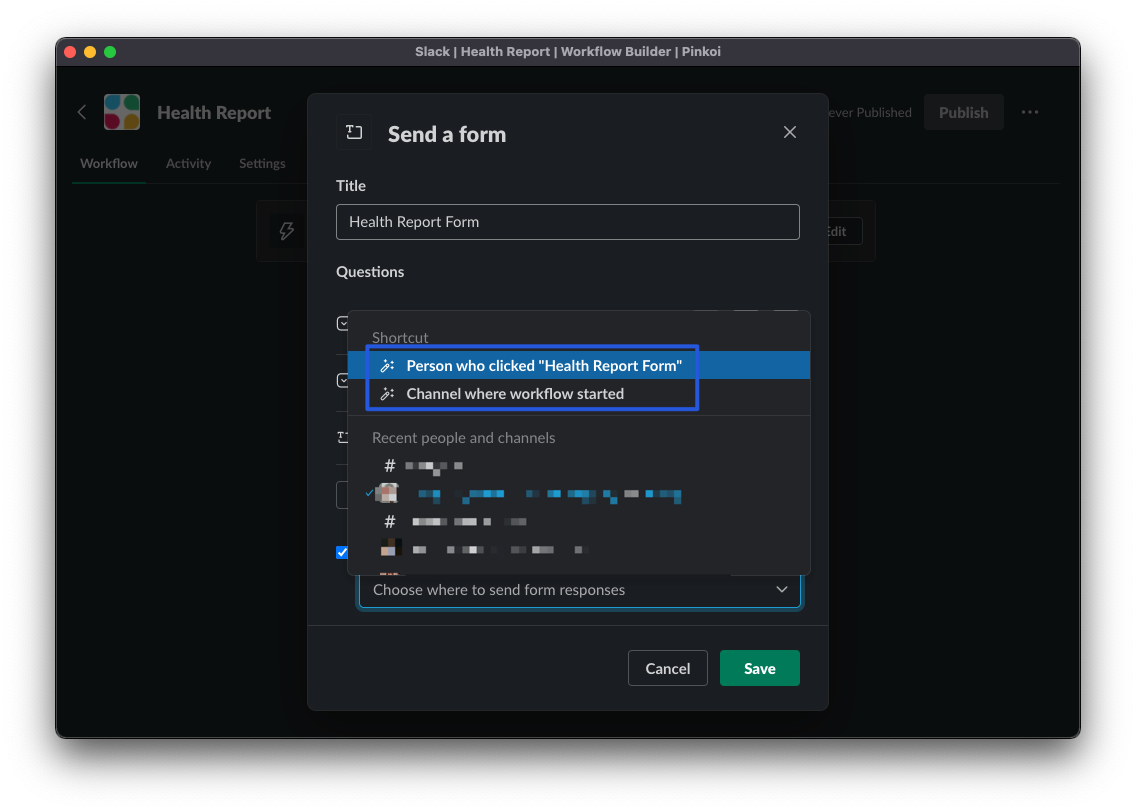 Slack | Health Report | Workflow Builder | Pinkoi
Health Report
ever Published
Publish
Workflow
Activity
Settings
Send a form
Title
Health Report Form
Edit
Questions
Shortcut
Person who clicked "Health Report Form"
Channel where workflow started
Recent people and channels
#
#
Choose where to send form responses
Cancel
Save